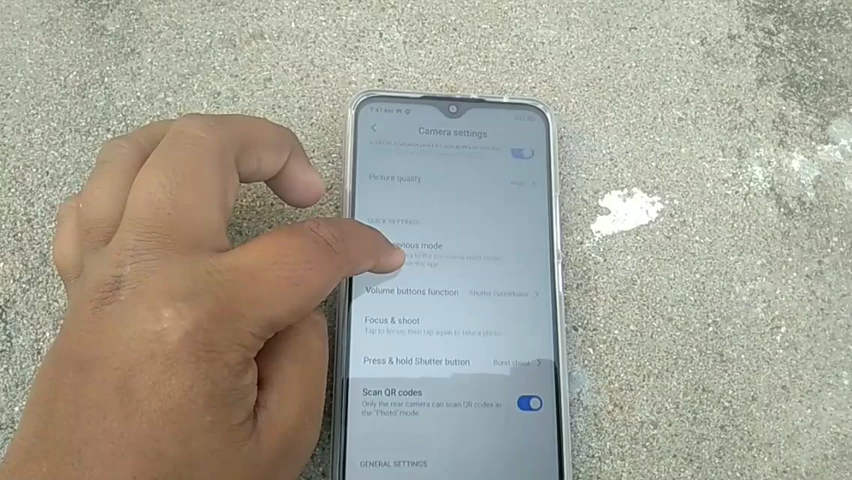 Camera settings
Picture quality
QUICK SETTINGS
mode
Volume buttons function
Focus & shoot
Tap to focus, then tap again to take a photo
Press & hold Shutter button Burst shoot
Scan QR codes
Only the rear camera can scan QR codes in
the "Photo" mode
GENERAL SETTINGS